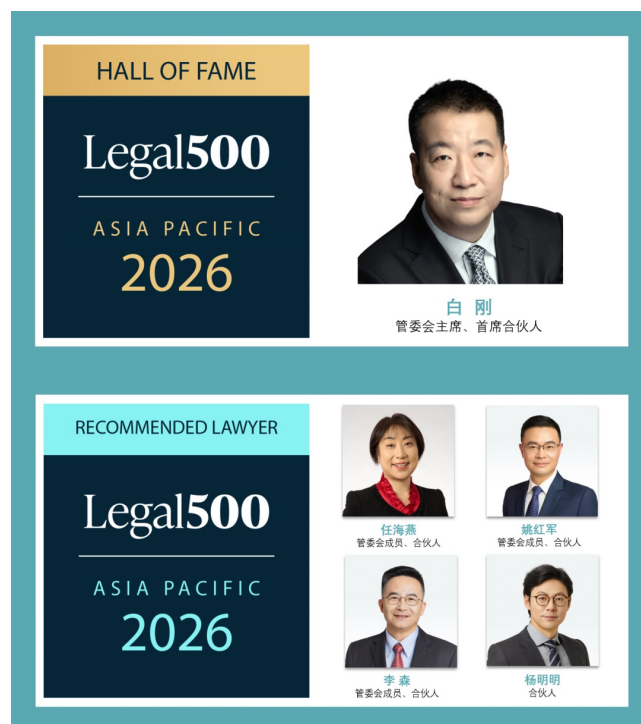 HALL OF FAME
Legal500
ASIA PACIFIC
2026
白 刚
管委会主席、首席合伙人
RECOMMENDED LAWYER
Legal500
ASIA PACIFIC
2026
任海燕
管委会成员、合伙人
姚红军
管委会成员、合伙人
李 森
管委会成员、合伙人
杨明明
合伙人